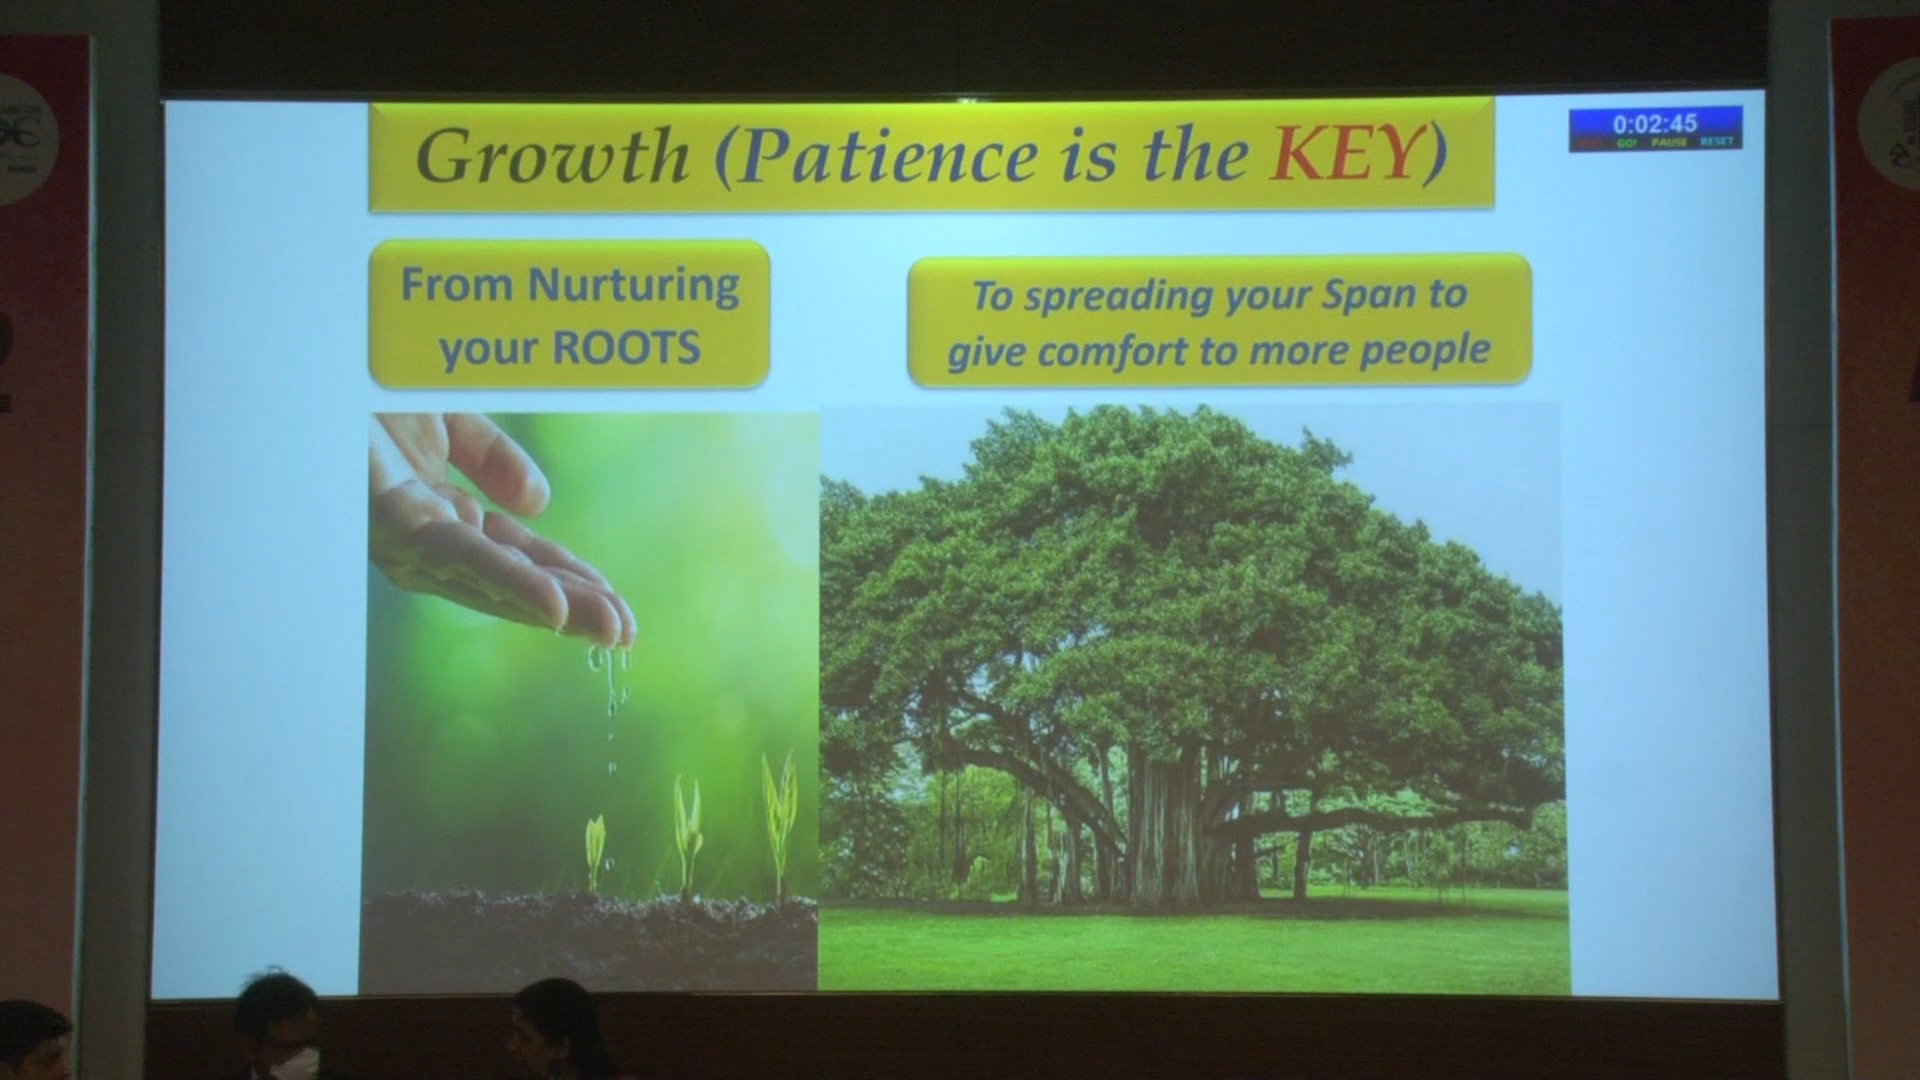 Growth (Patience is the KEY)
0:02:45
GO! PAUSE RESET
From Nurturing
your ROOTS
To spreading your Span to
give comfort to more people